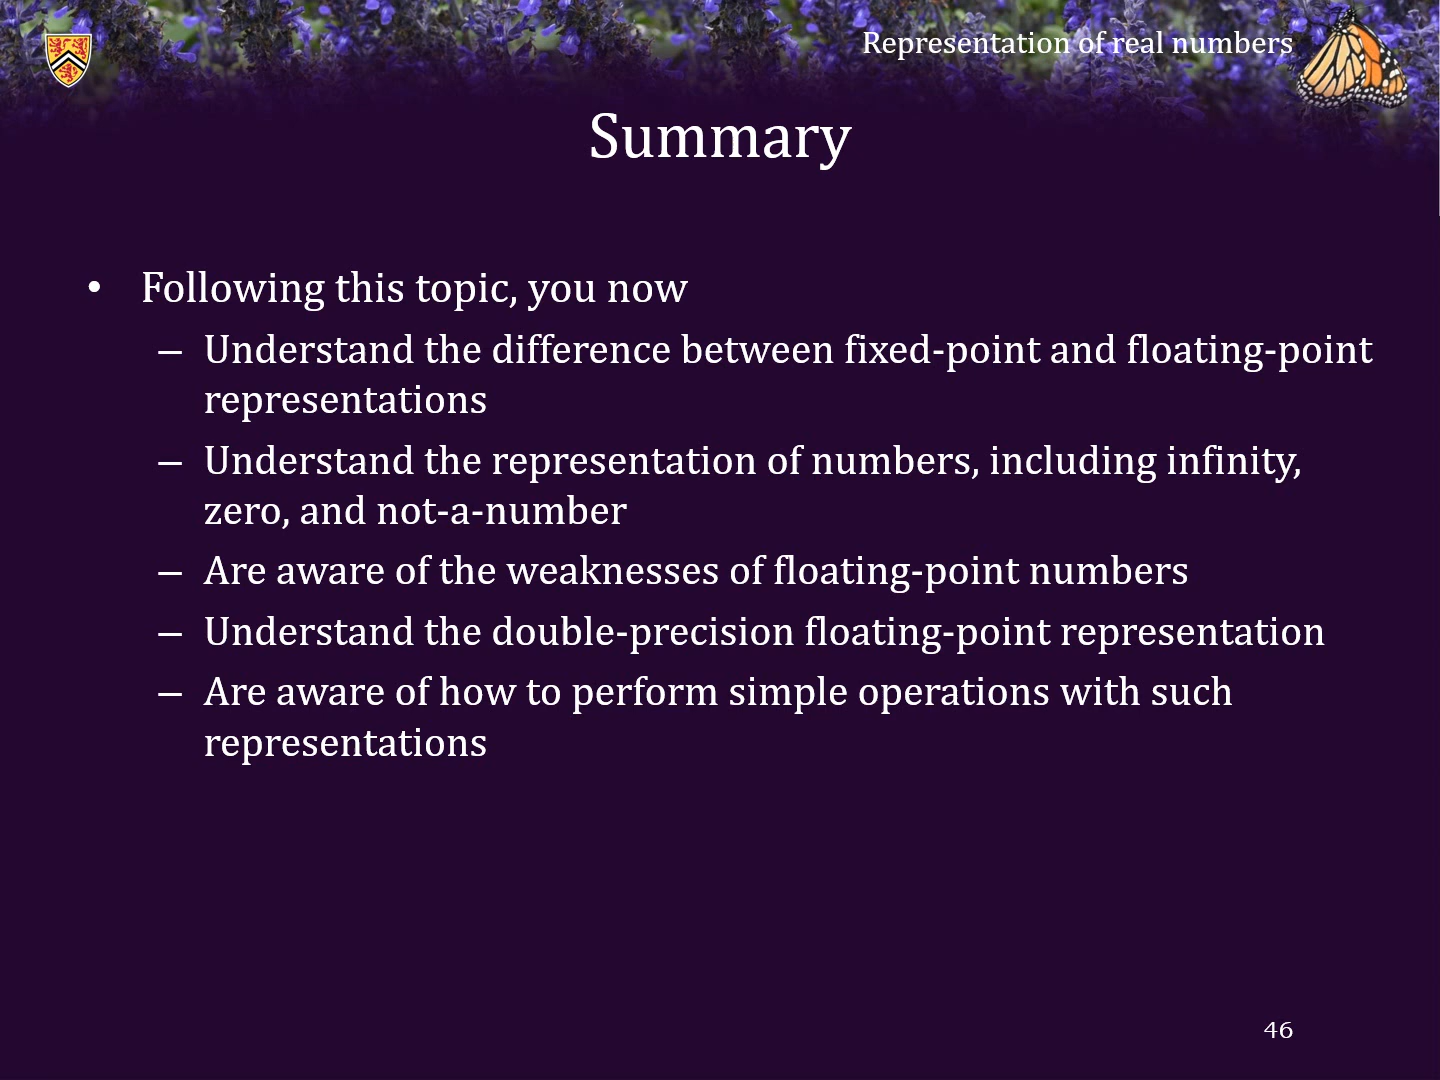 Representation of real numbers
Summary
• Following this topic, you now
– Understand the difference between fixed-point and floating-point
representations
– Understand the representation of numbers, including infinity,
zero, and not-a-number
– Are aware of the weaknesses of floating-point numbers
– Understand the double-precision floating-point representation
– Are aware of how to perform simple operations with such
representations
46